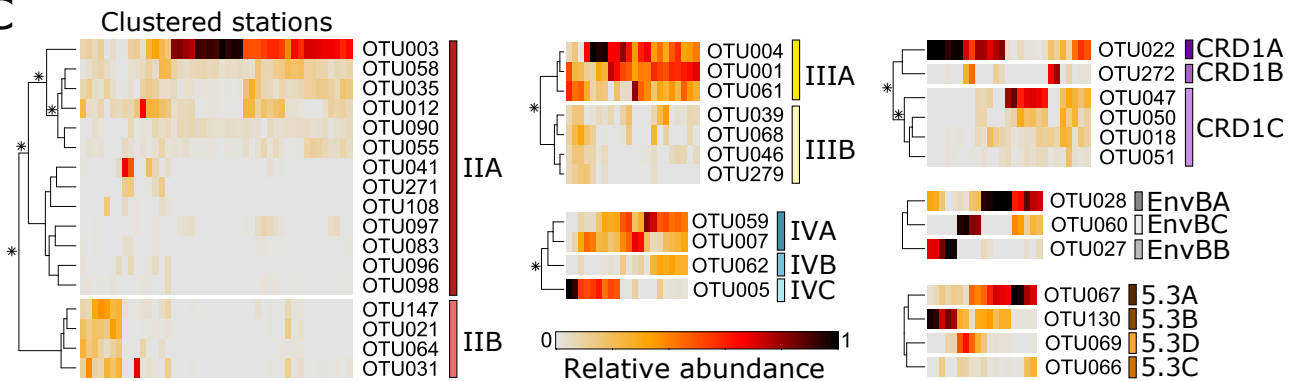 C
Clustered stations
OTU003
OTU058
OTU035
OTU012
OTU090
OTU055
OTU041
OTU271
OTU108
OTU097
OTU083
OTU096
OTU098
IIA
OTU147
OTU021
OTU064
OTU031
IIB
OTU004
OTU001
OTU061
IIIA
OTU039
OTU068
OTU046
OTU279
IIIB
OTU059
OTU007
IVA
OTU062 IVB
OTU005 IVC
0 1
Relative abundance
OTU022 CRD1A
OTU272 CRD1B
OTU047
OTU050
OTU018
OTU051
CRD1C
OTU028 EnvBA
OTU060 EnvBC
OTU027 EnvBB
OTU067 5.3A
OTU130 5.3B
OTU069 5.3D
OTU066 5.3C